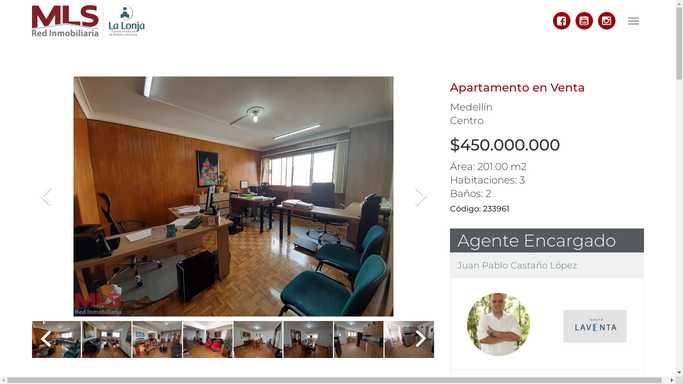 MLS
Red Inmobiliaria
La Lonja
Apartamento en Venta
Medellín
Centro
$450.000.000
Área: 201.00 m2
Habitaciones: 3
Baños: 2
Código: 233961
MLS
Red Inmobiliaria
Agente Encargado
Juan Pablo Castaño López
LAVENTA